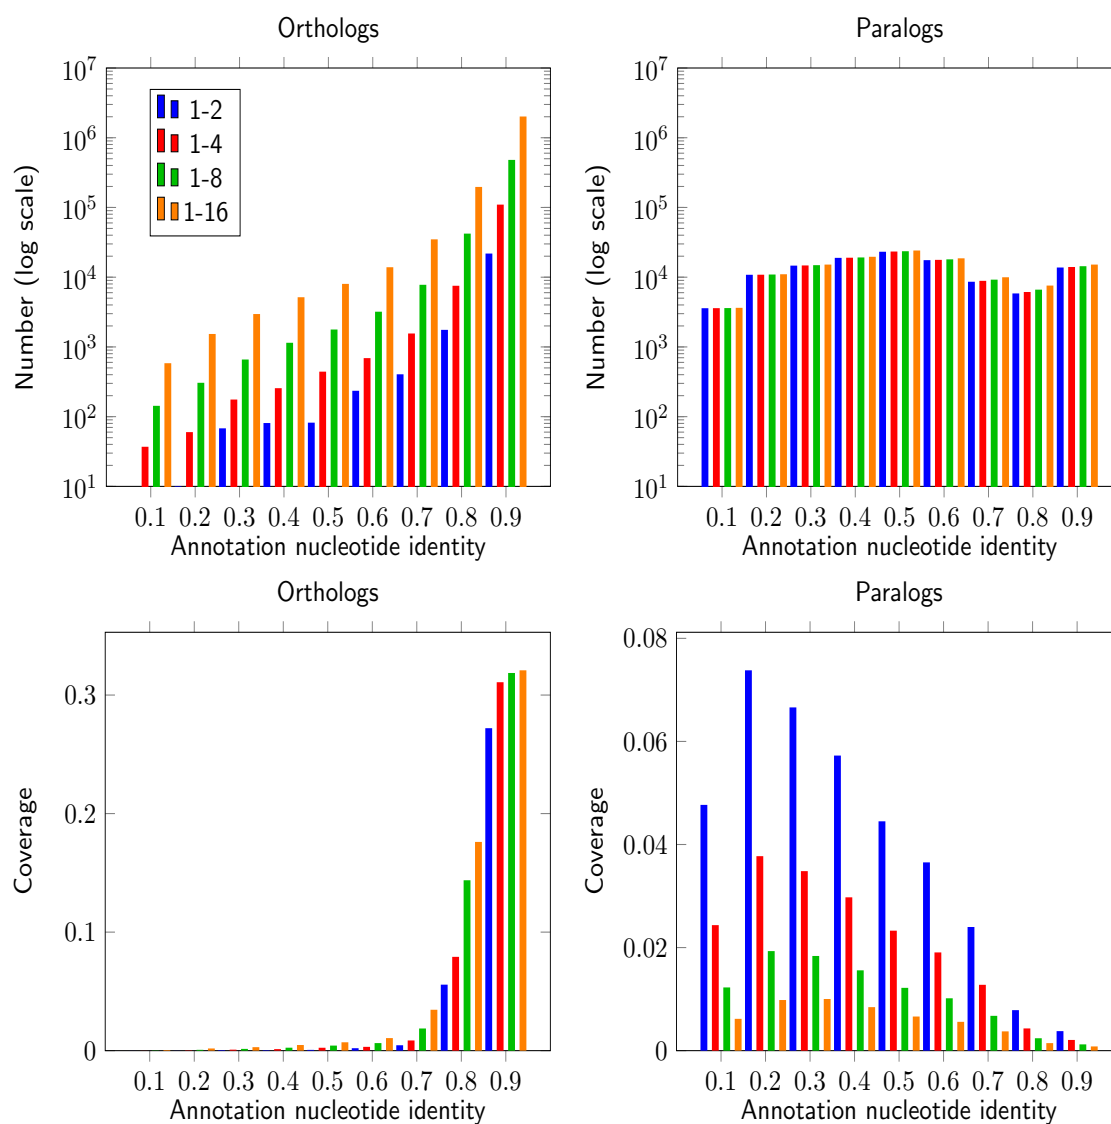 Orthologs
Number (log scale)
10^7
10^6
10^5
10^4
10^3
10^2
10^1
1-2
1-4
1-8
1-16
0.1 0.2 0.3 0.4 0.5 0.6 0.7 0.8 0.9
Annotation nucleotide identity
Paralogs
Number (log scale)
10^7
10^6
10^5
10^4
10^3
10^2
10^1
0.1 0.2 0.3 0.4 0.5 0.6 0.7 0.8 0.9
Annotation nucleotide identity
Orthologs
Coverage
0.3
0.2
0.1
0
0.1 0.2 0.3 0.4 0.5 0.6 0.7 0.8 0.9
Annotation nucleotide identity
Paralogs
Coverage
0.08
0.06
0.04
0.02
0
0.1 0.2 0.3 0.4 0.5 0.6 0.7 0.8 0.9
Annotation nucleotide identity